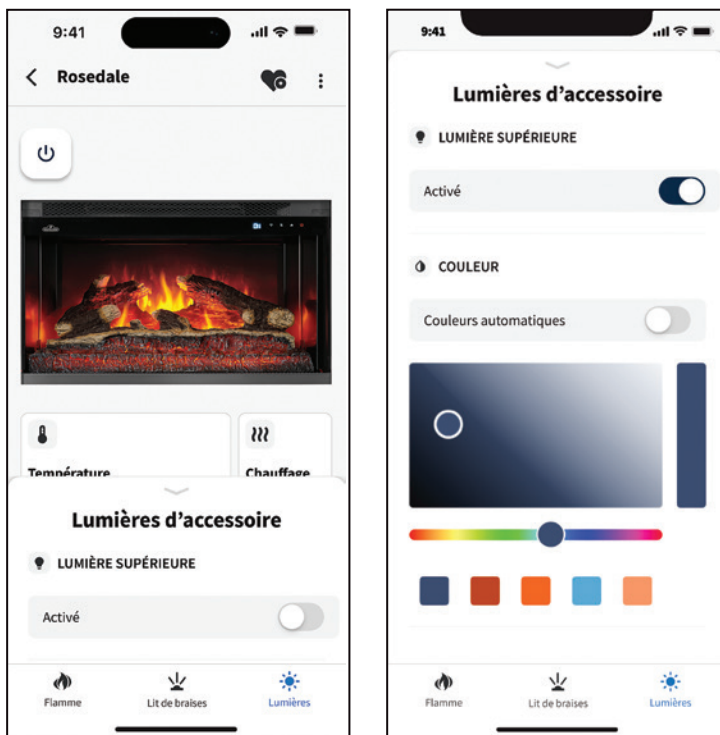 9:41
Rosedale
Température
Chauffage
Lumières d’accessoire
LUMIÈRE SUPÉRIEURE
Activé
Flamme
Lit de braises
Lumières
9:41
Lumières d’accessoire
LUMIÈRE SUPÉRIEURE
Activé
COULEUR
Couleurs automatiques
Flamme
Lit de braises
Lumières